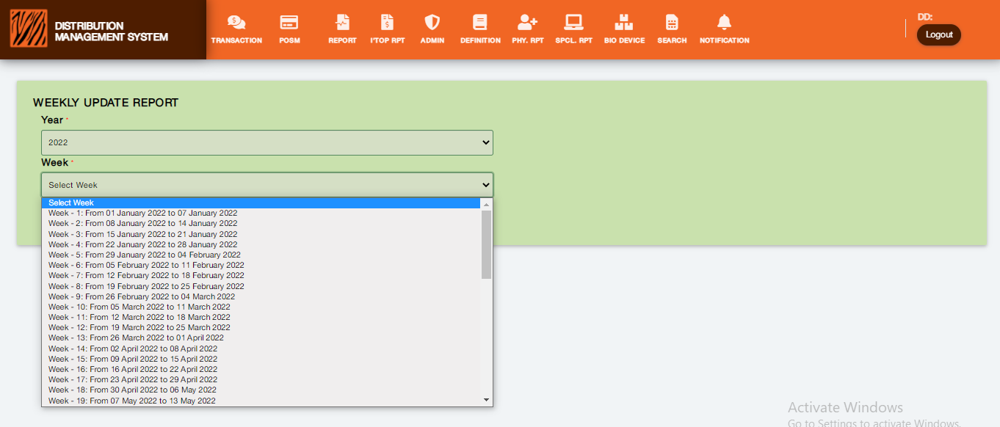 DISTRIBUTION
MANAGEMENT SYSTEM
TRANSACTION
POSM
REPORT
I'TOP RPT
ADMIN
DEFINITION
PHY. RPT
SPCL. RPT
BIO DEVICE
SEARCH
NOTIFICATION
DD:
Logout
WEEKLY UPDATE REPORT
Year *
2022
Week *
Select Week
Select Week
Week - 1: From 01 January 2022 to 07 January 2022
Week - 2: From 08 January 2022 to 14 January 2022
Week - 3: From 15 January 2022 to 21 January 2022
Week - 4: From 22 January 2022 to 28 January 2022
Week - 5: From 29 January 2022 to 04 February 2022
Week - 6: From 05 February 2022 to 11 February 2022
Week - 7: From 12 February 2022 to 18 February 2022
Week - 8: From 19 February 2022 to 25 February 2022
Week - 9: From 26 February 2022 to 04 March 2022
Week - 10: From 05 March 2022 to 11 March 2022
Week - 11: From 12 March 2022 to 18 March 2022
Week - 12: From 19 March 2022 to 25 March 2022
Week - 13: From 26 March 2022 to 01 April 2022
Week - 14: From 02 April 2022 to 08 April 2022
Week - 15: From 09 April 2022 to 15 April 2022
Week - 16: From 16 April 2022 to 22 April 2022
Week - 17: From 23 April 2022 to 29 April 2022
Week - 18: From 30 April 2022 to 06 May 2022
Week - 19: From 07 May 2022 to 13 May 2022
Activate Windows
Go to Settings to activate Windows.